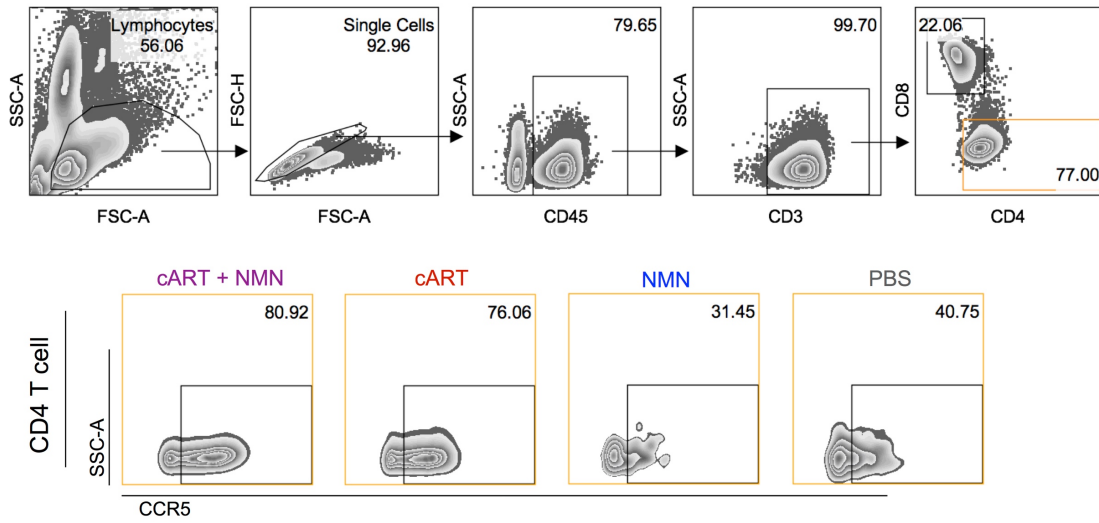 Lymphocytes
56.06
SSC-A
FSC-A
Single Cells
92.96
FSC-H
FSC-A
79.65
SSC-A
CD45
99.70
SSC-A
CD3
22.06
CD8
77.00
CD4
cART + NMN
cART
NMN
PBS
80.92
76.06
31.45
40.75
CD4 T cell
SSC-A
CCR5